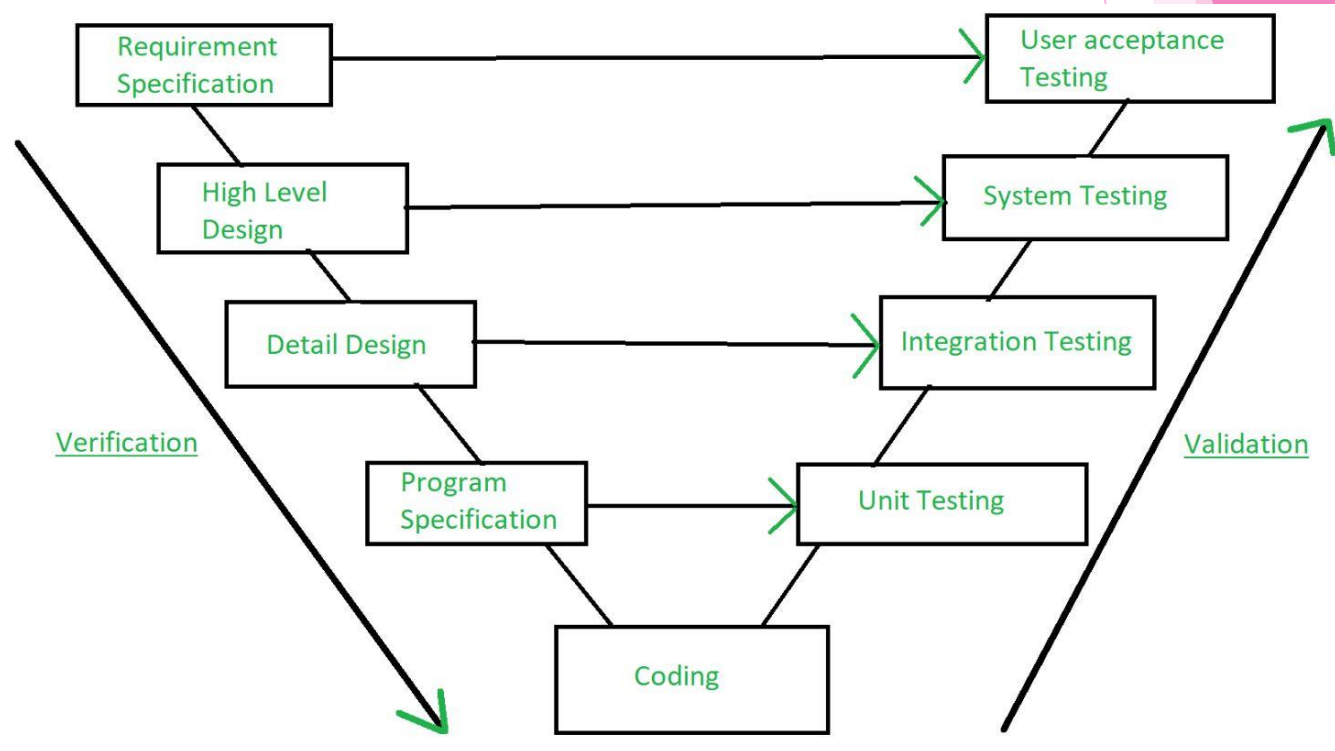 Requirement
Specification
User acceptance
Testing
High Level
Design
System Testing
Detail Design
Integration Testing
Verification
Validation
Program
Specification
Unit Testing
Coding